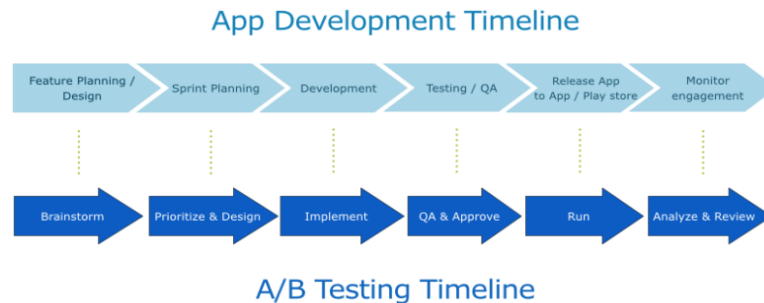 App Development Timeline
Feature Planning /
Design
Sprint Planning
Development
Testing / QA
Release App
to App / Play store
Monitor
engagement
Brainstorm
Prioritize & Design
Implement
QA & Approve
Run
Analyze & Review
A/B Testing Timeline